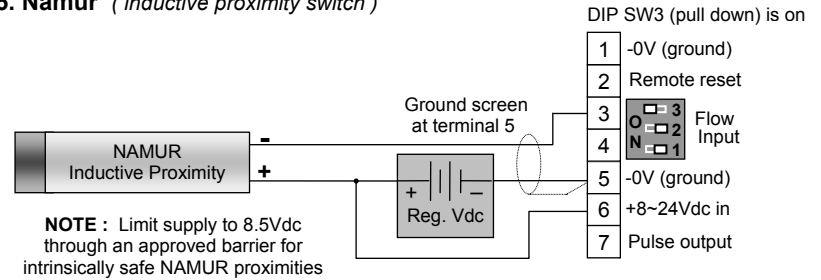 5. Namur ( inductive proximity switch )
DIP SW3 (pull down) is on
1 -0V (ground)
2 Remote reset
3
4
O N
3
2
1
Flow
Input
5 -0V (ground)
6 +8~24Vdc in
7 Pulse output
Ground screen
at terminal 5
NAMUR
Inductive Proximity
-
+
+ –
Reg. Vdc
NOTE : Limit supply to 8.5Vdc
through an approved barrier for
intrinsically safe NAMUR proximities